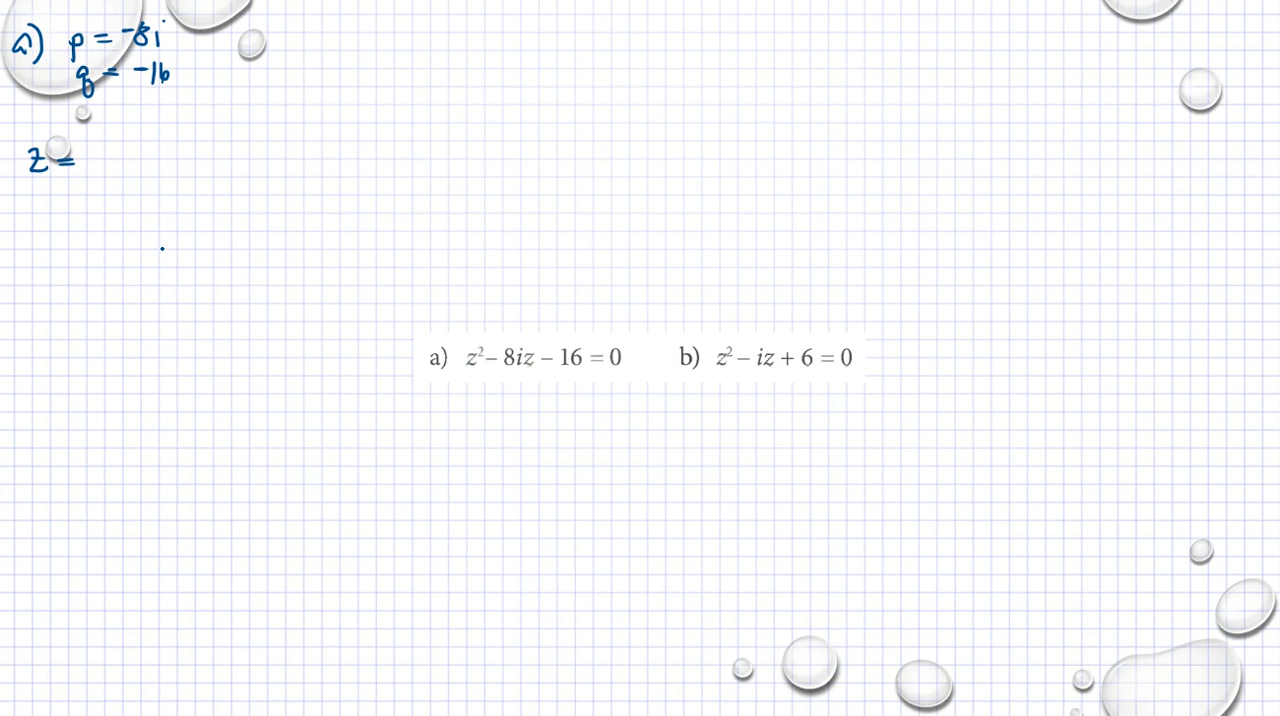 a) p = -8i
q = -16
z =
a) z² – 8iz – 16 = 0 b) z² – iz + 6 = 0